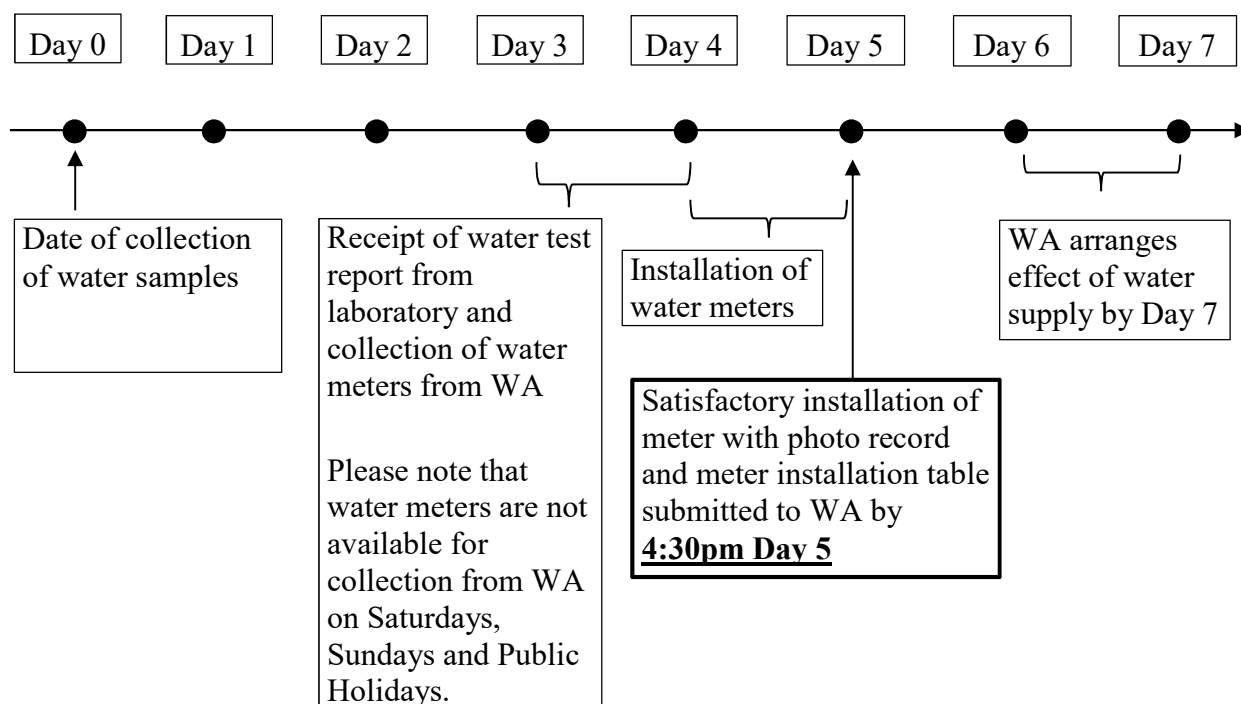 Day 0
Day 1
Day 2
Day 3
Day 4
Day 5
Day 6
Day 7
Date of collection
of water samples
Receipt of water test
report from
laboratory and
collection of water
meters from WA
Please note that
water meters are not
available for
collection from WA
on Saturdays,
Sundays and Public
Holidays.
Installation of
water meters
Satisfactory installation of
meter with photo record
and meter installation table
submitted to WA by
4:30pm Day 5
WA arranges
effect of water
supply by Day 7